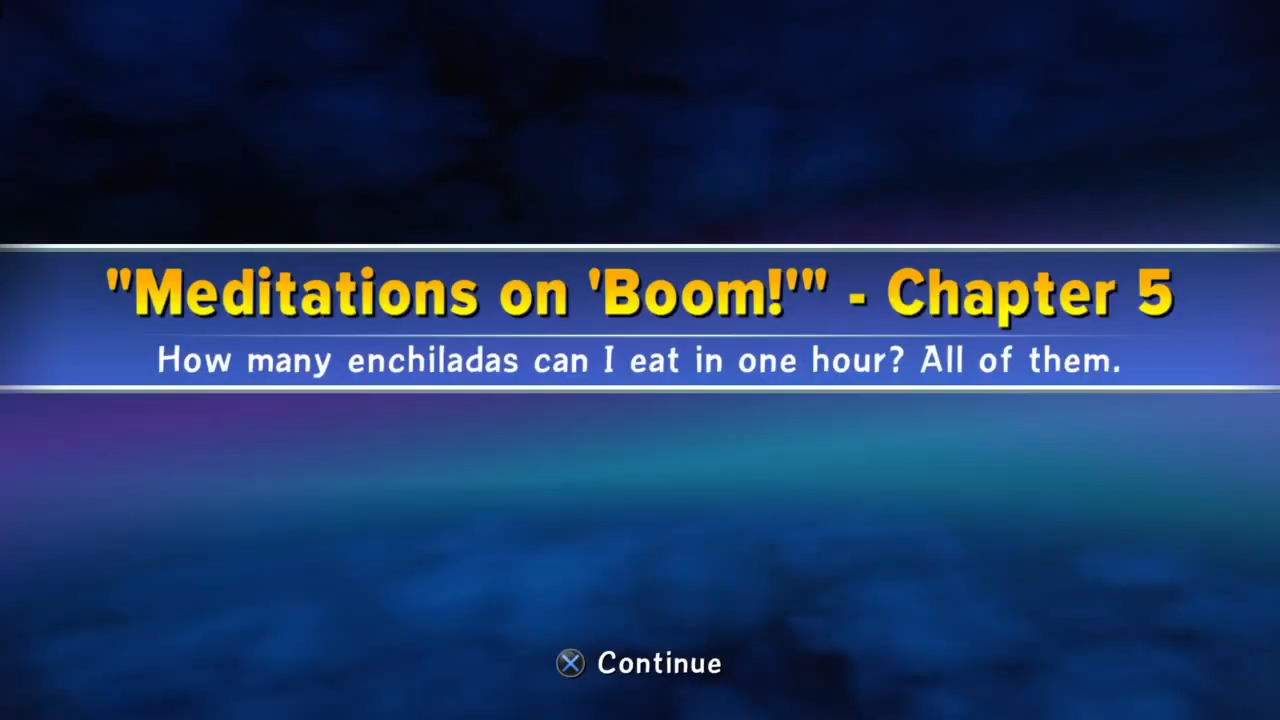 "Meditations on 'Boom!'" - Chapter 5
How many enchiladas can I eat in one hour? All of them.
Continue